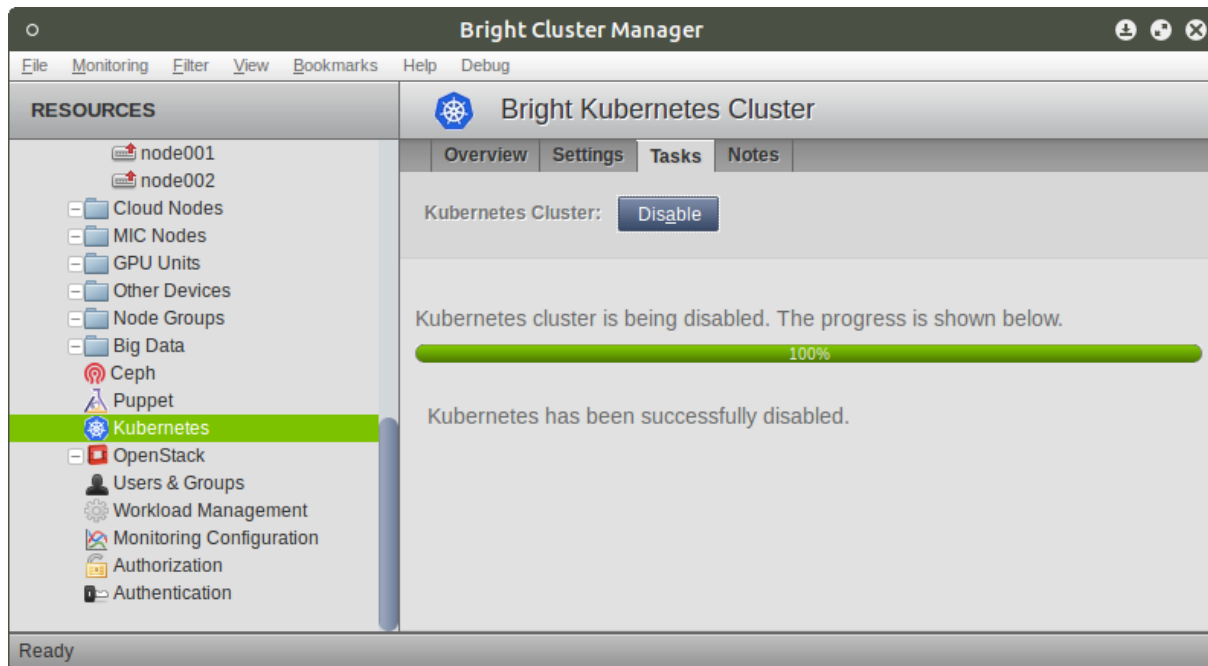 Bright Cluster Manager
File Monitoring Filter View Bookmarks Help Debug
RESOURCES
node001
node002
Cloud Nodes
MIC Nodes
GPU Units
Other Devices
Node Groups
Big Data
Ceph
Puppet
Kubernetes
OpenStack
Users & Groups
Workload Management
Monitoring Configuration
Authorization
Authentication
Bright Kubernetes Cluster
Overview Settings Tasks Notes
Kubernetes Cluster: Disable
Kubernetes cluster is being disabled. The progress is shown below.
100%
Kubernetes has been successfully disabled.
Ready